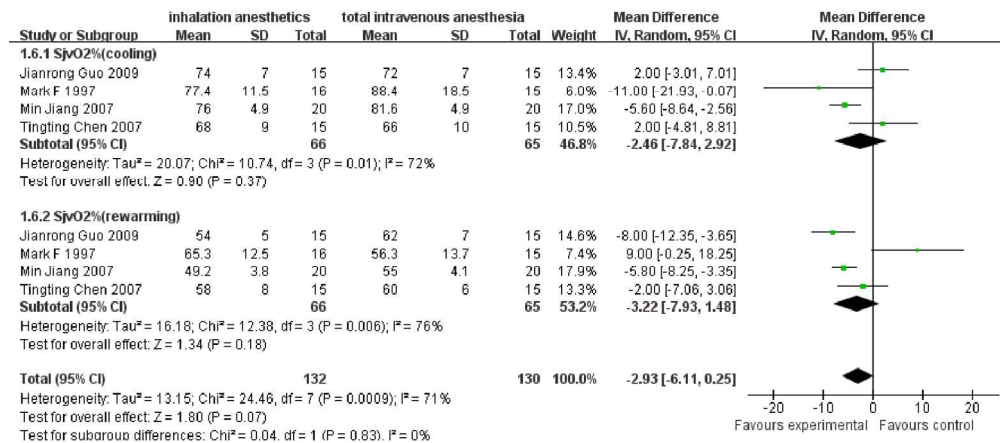 inhalation anesthetics total intravenous anesthesia Mean Difference Mean Difference
Study or Subgroup Mean SD Total Mean SD Total Weight IV, Random, 95% CI IV, Random, 95% CI
1.6.1 SjvO2%(cooling)
Jianrong Guo 2009 74 7 15 72 7 15 13.4% 2.00 [-3.01, 7.01]
Mark F 1997 77.4 11.5 16 88.4 18.5 15 6.0% -11.00 [-21.93, -0.07]
Min Jiang 2007 76 4.9 20 81.6 4.9 20 17.0% -5.60 [-8.64, -2.56]
Tingting Chen 2007 68 9 15 66 10 15 10.5% 2.00 [-4.81, 8.81]
Subtotal (95% CI) 66 65 46.8% -2.46 [-7.84, 2.92]
Heterogeneity: Tau² = 20.07; Chi² = 10.74, df = 3 (P = 0.01); I² = 72%
Test for overall effect: Z = 0.90 (P = 0.37)
1.6.2 SjvO2%(rewarming)
Jianrong Guo 2009 54 5 15 62 7 15 14.6% -8.00 [-12.35, -3.65]
Mark F 1997 65.3 12.5 16 56.3 13.7 15 7.4% 9.00 [-0.25, 18.25]
Min Jiang 2007 49.2 3.8 20 55 4.1 20 17.9% -5.80 [-8.25, -3.35]
Tingting Chen 2007 58 8 15 60 6 15 13.3% -2.00 [-7.06, 3.06]
Subtotal (95% CI) 66 65 53.2% -3.22 [-7.93, 1.48]
Heterogeneity: Tau² = 16.18; Chi² = 12.38, df = 3 (P = 0.006); I² = 76%
Test for overall effect: Z = 1.34 (P = 0.18)
Total (95% CI) 132 130 100.0% -2.93 [-6.11, 0.25]
Heterogeneity: Tau² = 13.15; Chi² = 24.46, df = 7 (P = 0.0009); I² = 71%
Test for overall effect: Z = 1.80 (P = 0.07)
Test for subgroup differences: Chi² = 0.04, df = 1 (P = 0.83), I² = 0%
-20 -10 0 10 20
Favours experimental Favours control